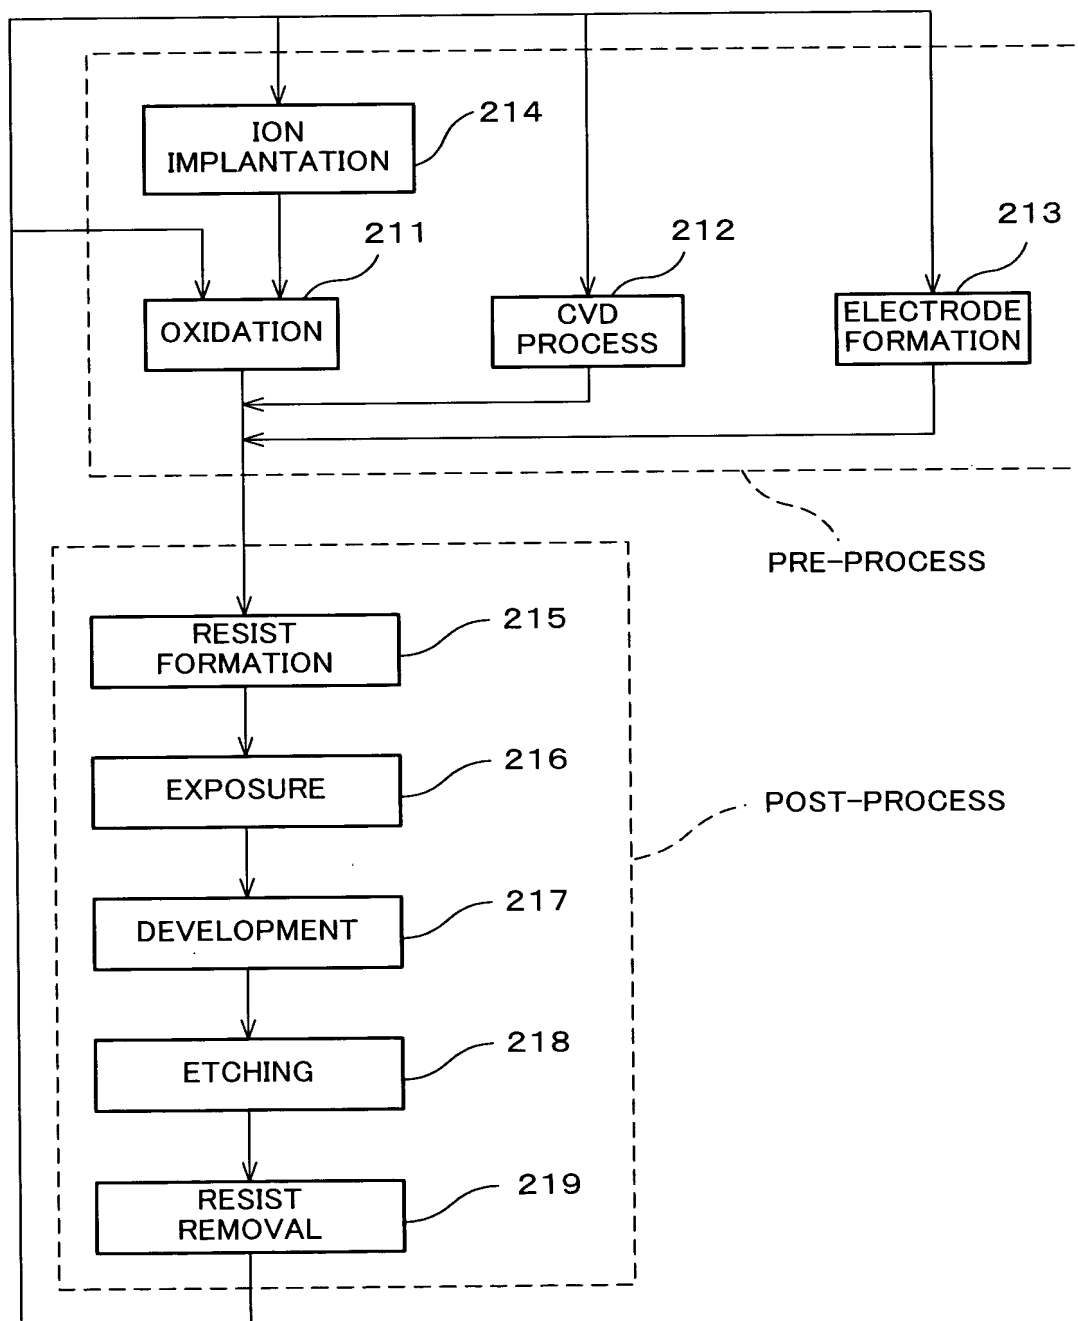 214
ION
IMPLANTATION
211
212
213
OXIDATION
CVD
PROCESS
ELECTRODE
FORMATION
PRE-PROCESS
215
RESIST
FORMATION
216
EXPOSURE
POST-PROCESS
217
DEVELOPMENT
218
ETCHING
219
RESIST
REMOVAL